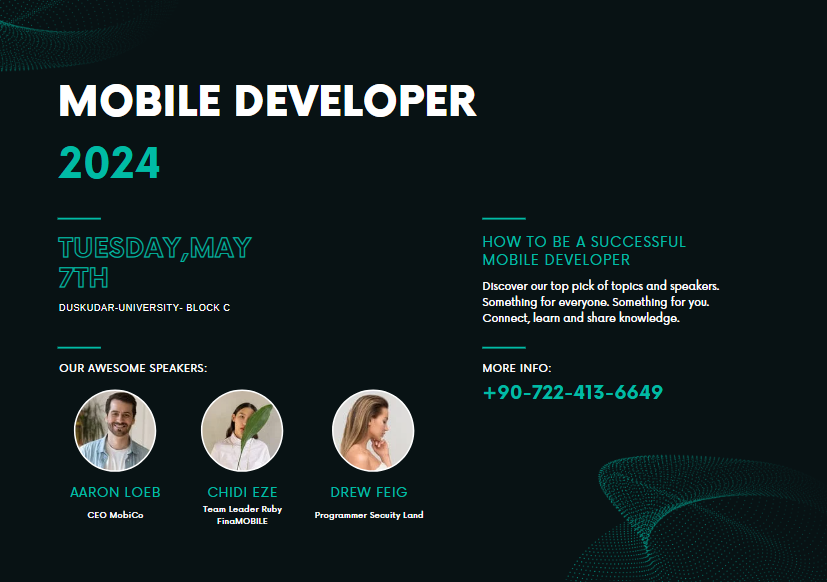 MOBILE DEVELOPER
2024
TUESDAY,MAY
7TH
DUSKUDAR-UNIVERSITY- BLOCK C
HOW TO BE A SUCCESSFUL
MOBILE DEVELOPER
Discover our top pick of topics and speakers.
Something for everyone. Something for you.
Connect, learn and share knowledge.
OUR AWESOME SPEAKERS:
AARON LOEB
CEO MobiCo
CHIDI EZE
Team Leader Ruby
FinaMOBILE
DREW FEIG
Programmer Secuity Land
MORE INFO:
+90-722-413-6649